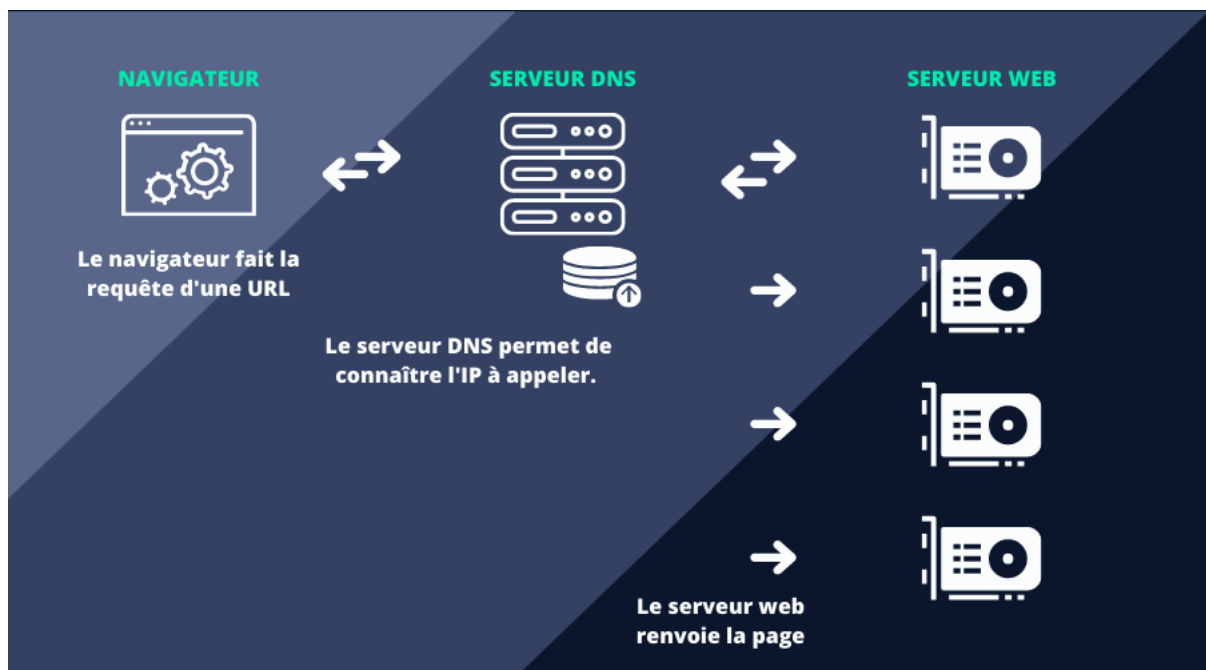 NAVIGATEUR
SERVEUR DNS
SERVEUR WEB
Le navigateur fait la
requête d'une URL
Le serveur DNS permet de
connaître l'IP à appeler.
Le serveur web
renvoie la page